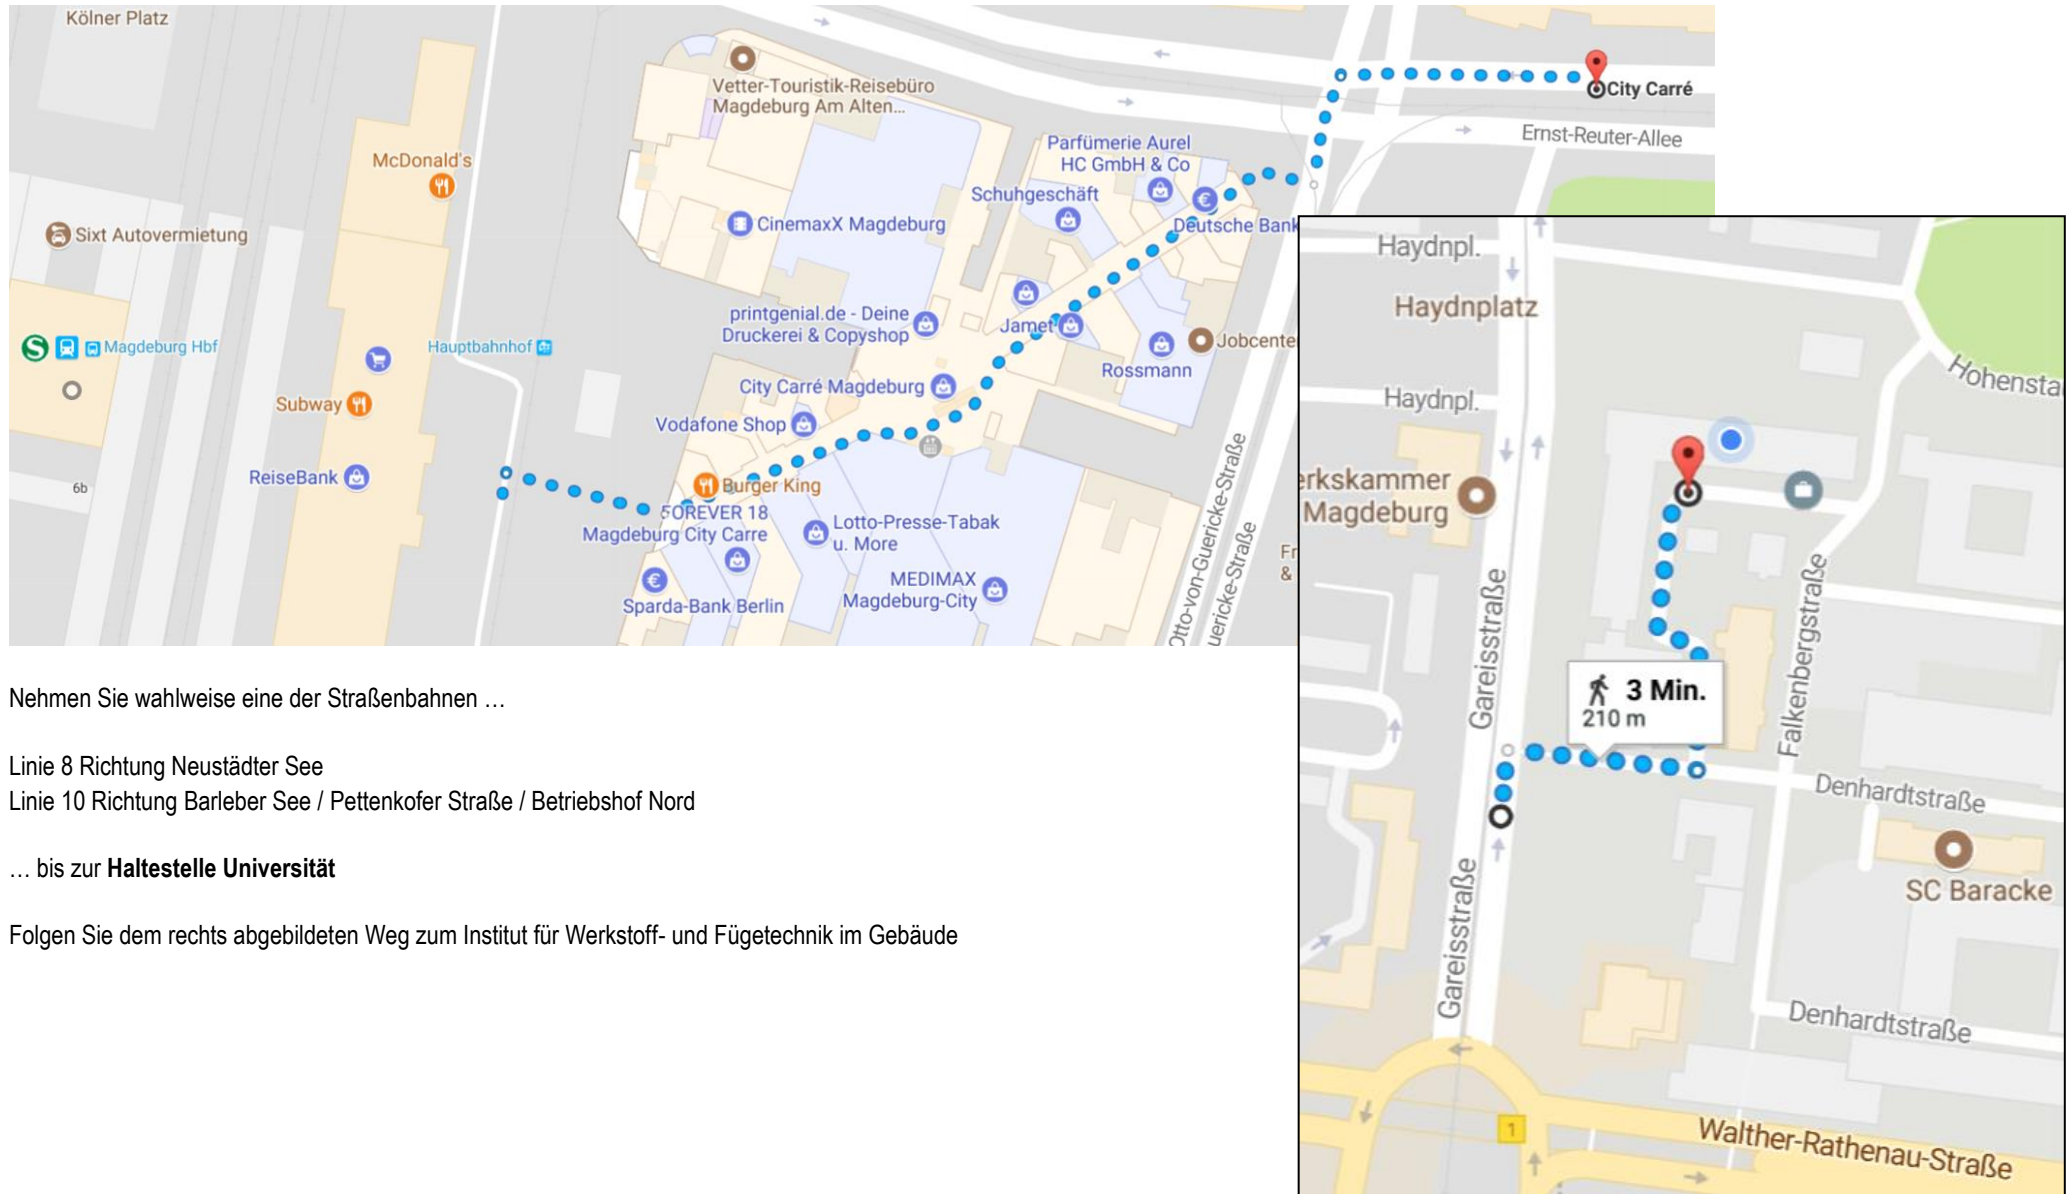 Kölner Platz
Vetter-Touristik-Reisebüro
Magdeburg Am Alten...
City Carré
Ernst-Reuter-Allee
McDonald's
Parfümerie Aurel
HC GmbH & Co
Schuhgeschäft
Sixt Autovermietung
CinemaxX Magdeburg
Deutsche Bank
printgenial.de - Deine
Druckerei & Copyshop
Jamet
Jobcente
S Magdeburg Hbf
Hauptbahnhof
Rossmann
City Carré Magdeburg
Subway
Vodafone Shop
ReiseBank
6b
Burger King
FOREVER 18
Magdeburg City Carre
Lotto-Presse-Tabak
u. More
MEDIMAX
Magdeburg-City
Sparda-Bank Berlin
Otto-von-Guericke-Straße
uericke-Straße
Fr
&
Nehmen Sie wahlweise eine der Straßenbahnen …
Linie 8 Richtung Neustädter See
Linie 10 Richtung Barleber See / Pettenkofer Straße / Betriebshof Nord
… bis zur Haltestelle Universität
Folgen Sie dem rechts abgebildeten Weg zum Institut für Werkstoff- und Fügetechnik im Gebäude
Haydnpl.
Haydnplatz
Hohensta
Haydnpl.
erkskammer
Magdeburg
Gareisstraße
Falkenbergstraße
3 Min.
210 m
Denhardtstraße
SC Baracke
Gareisstraße
Denhardtstraße
1
Walther-Rathenau-Straße